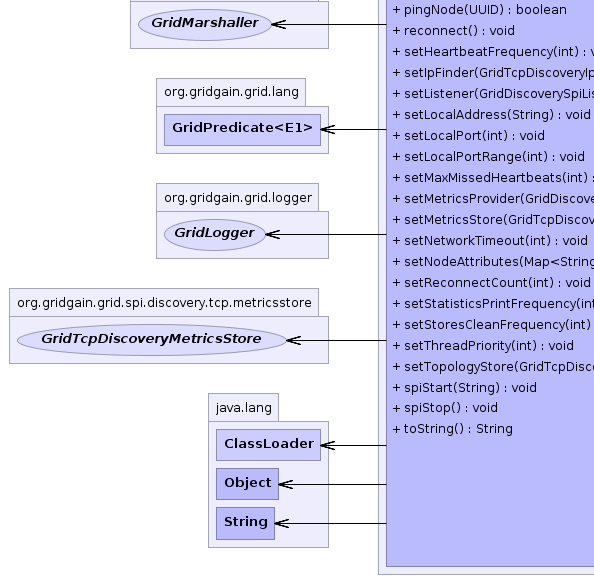 GridMarshaller
org.gridgain.grid.lang
GridPredicate<E1>
org.gridgain.grid.logger
GridLogger
org.gridgain.grid.spi.discovery.tcp.metricsstore
GridTcpDiscoveryMetricsStore
java.lang
ClassLoader
Object
String
+ pingNode(UUID) : boolean
+ reconnect() : void
+ setHeartbeatFrequency(int) : v
+ setIpFinder(GridTcpDiscoveryIp
+ setListener(GridDiscoverySpiLis
+ setLocalAddress(String) : void
+ setLocalPort(int) : void
+ setLocalPortRange(int) : void
+ setMaxMissedHeartbeats(int) :
+ setMetricsProvider(GridDiscove
+ setMetricsStore(GridTcpDiscov
+ setNetworkTimeout(int) : void
+ setNodeAttributes(Map<String
+ setReconnectCount(int) : void
+ setStatisticsPrintFrequency(int
+ setStoresCleanFrequency(int)
+ setThreadPriority(int) : void
+ setTopologyStore(GridTcpDisco
+ spiStart(String) : void
+ spiStop() : void
+ toString() : String